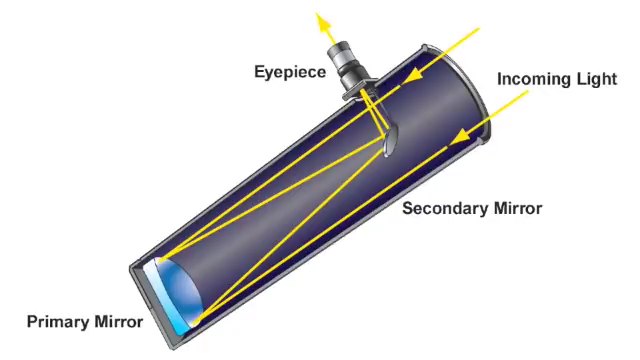 Eyepiece
Incoming Light
Secondary Mirror
Primary Mirror